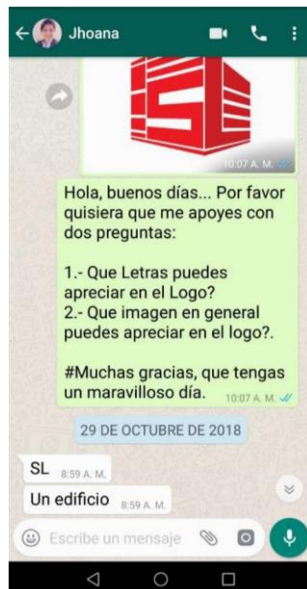 Jhoana
SL
10:07 A. M.
Hola, buenos días... Por favor
quisiera que me apoyes con
dos preguntas:
1.- Que Letras puedes
apreciar en el Logo?
2.- Que imagen en general
puedes apreciar en el logo?.
#Muchas gracias, que tengas
un maravilloso día. 10:07 A. M.
29 DE OCTUBRE DE 2018
SL 8:59 A. M.
Un edificio 8:59 A. M.
Escribe un mensaje